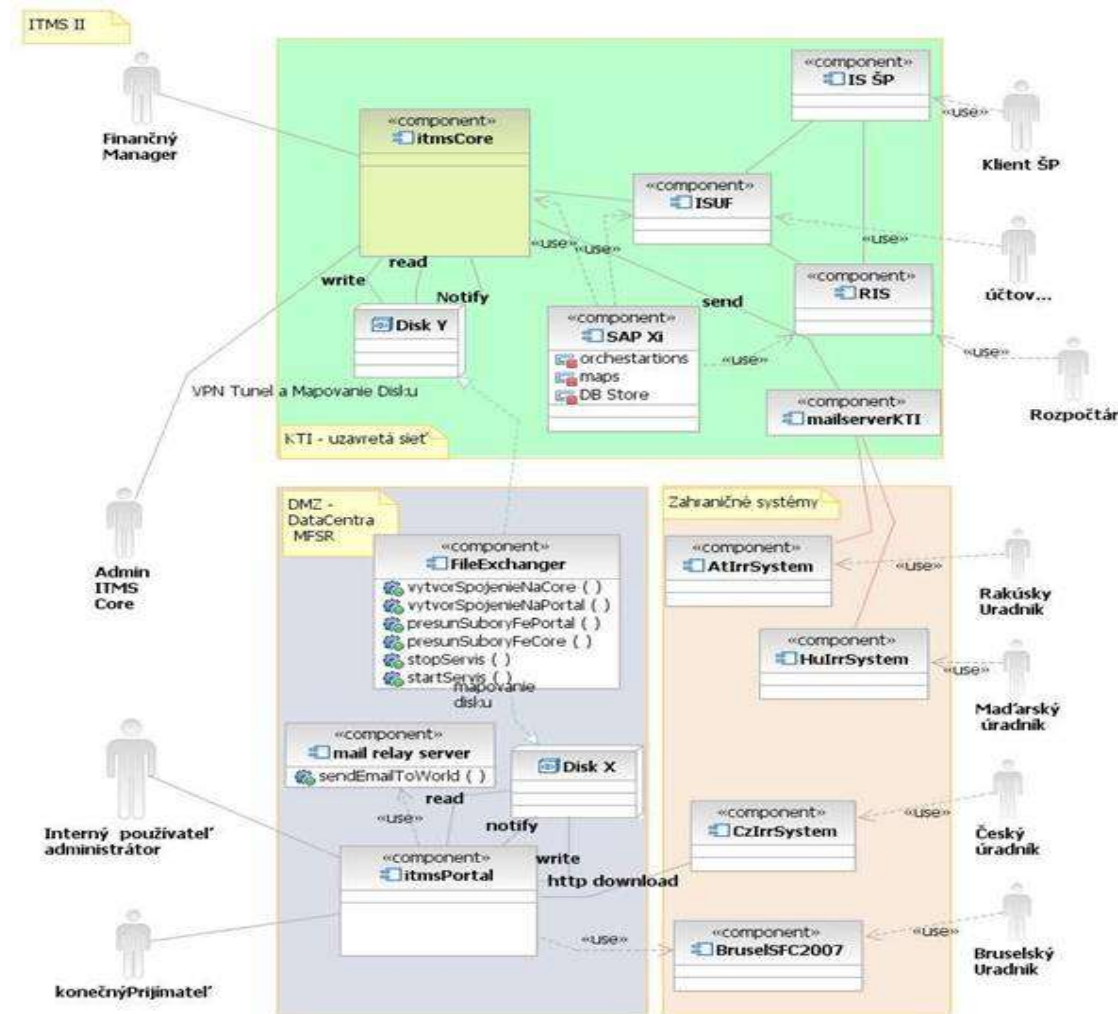 ITMS II
Finančný
Manager
«component»
itmsCore
«component»
IS ŠP
«use»
Klient ŠP
«component»
ISUF
«use»
účtov...
«use»
«use»
read
write
Notify
Disk Y
send
«component»
RIS
«component»
SAP Xi
orchestartions
maps
DB Store
«use»
«use»
Rozpočtár
VPN Tunel a Mapovanie Disku
«component»
mailserverKTI
KTI - uzavretá sieť
Admin
ITMS
Core
DMZ -
DataCentra
MFSR
«component»
FileExchanger
vytvorSpojenieNaCore ( )
vytvorSpojenieNaPortal ( )
presunSuboryFePortal ( )
presunSuboryFeCore ( )
stopServis ( )
startServis ( )
mapovanie
disku
Zahraničné systémy
«component»
AtIrrSystem
«use»
Rakúsky
Uradník
«component»
HuIrrSystem
«use»
Maďarský
úradník
«component»
mail relay server
sendEmailToWorld ( )
Disk X
read
«use»
notify
write
http download
«component»
CzIrrSystem
«use»
Český
úradník
Interný používateľ
administrátor
«component»
itmsPortal
«use»
«component»
BruselSFC2007
«use»
Bruselský
Uradník
konečnýPrijímateľ